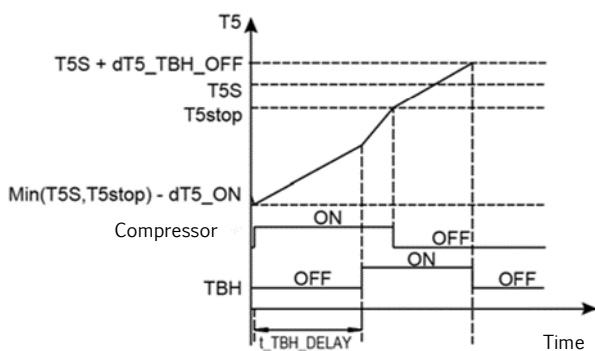 T5
T5S + dT5_TBH_OFF
T5S
T5stop
Min(T5S,T5stop) - dT5_ON
ON
Compressor
OFF
ON
TBH
OFF
OFF
t_TBH_DELAY
Time